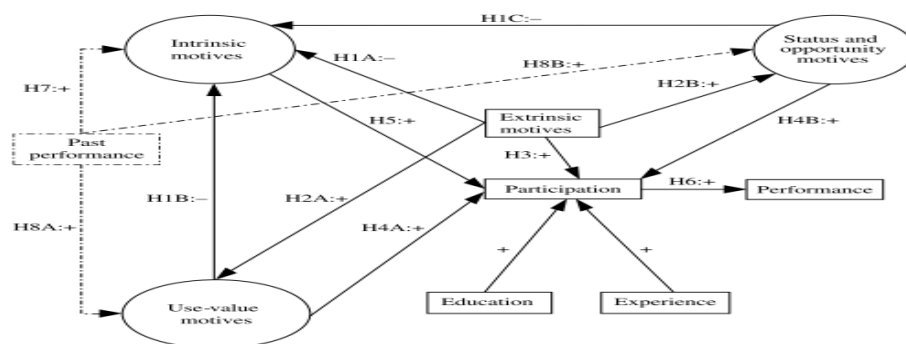 H1C:–
Intrinsic
motives
Status and
opportunity
motives
H1A:–
H8B:+
H7:+
H2B:+
Extrinsic
motives
H5:+
H4B:+
Past
performance
H3:+
Participation
H6:+
Performance
H1B:–
H2A:+
H8A:+
H4A:+
+
+
Education
Experience
Use-value
motives